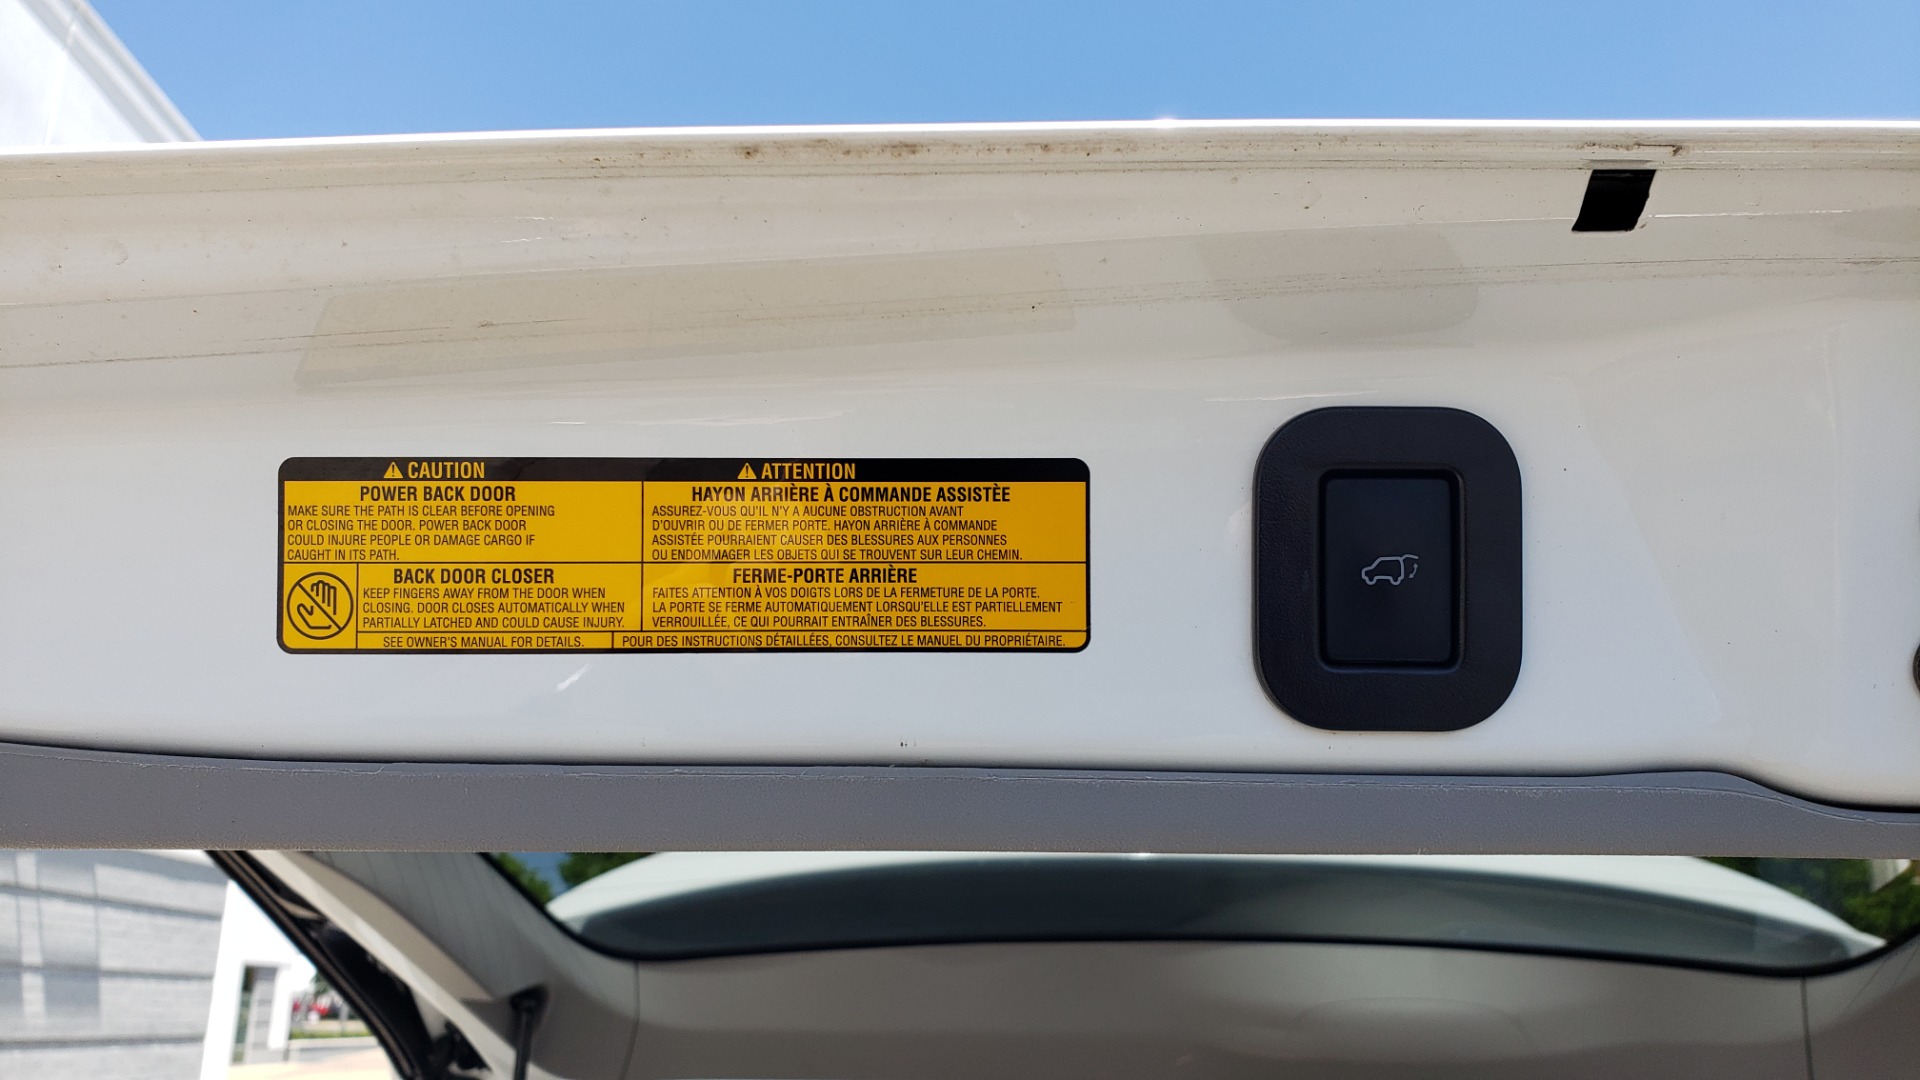 CAUTION
POWER BACK DOOR
MAKE SURE THE PATH IS CLEAR BEFORE OPENING
OR CLOSING THE DOOR. POWER BACK DOOR
COULD INJURE PEOPLE OR DAMAGE CARGO IF
CAUGHT IN ITS PATH.
BACK DOOR CLOSER
KEEP FINGERS AWAY FROM THE DOOR WHEN
CLOSING. DOOR CLOSES AUTOMATICALLY WHEN
PARTIALLY LATCHED AND COULD CAUSE INJURY.
SEE OWNER'S MANUAL FOR DETAILS.
ATTENTION
HAYON ARRIÈRE À COMMANDE ASSISTÈE
ASSUREZ-VOUS QU'IL N'Y A AUCUNE OBSTRUCTION AVANT
D'OUVRIR OU DE FERMER PORTE. HAYON ARRIÈRE À COMMANDE
ASSISTÉE POURRAIENT CAUSER DES BLESSURES AUX PERSONNES
OU ENDOMMAGER LES OBJETS QUI SE TROUVENT SUR LEUR CHEMIN.
FERME-PORTE ARRIÈRE
FAITES ATTENTION À VOS DOIGTS LORS DE LA FERMETURE DE LA PORTE.
LA PORTE SE FERME AUTOMATIQUEMENT LORSQU'ELLE EST PARTIELLEMENT
VERROUILLÉE, CE QUI POURRAIT ENTRAÎNER DES BLESSURES.
POUR DES INSTRUCTIONS DÉTAILLÉES, CONSULTEZ LE MANUEL DU PROPRIÉTAIRE.